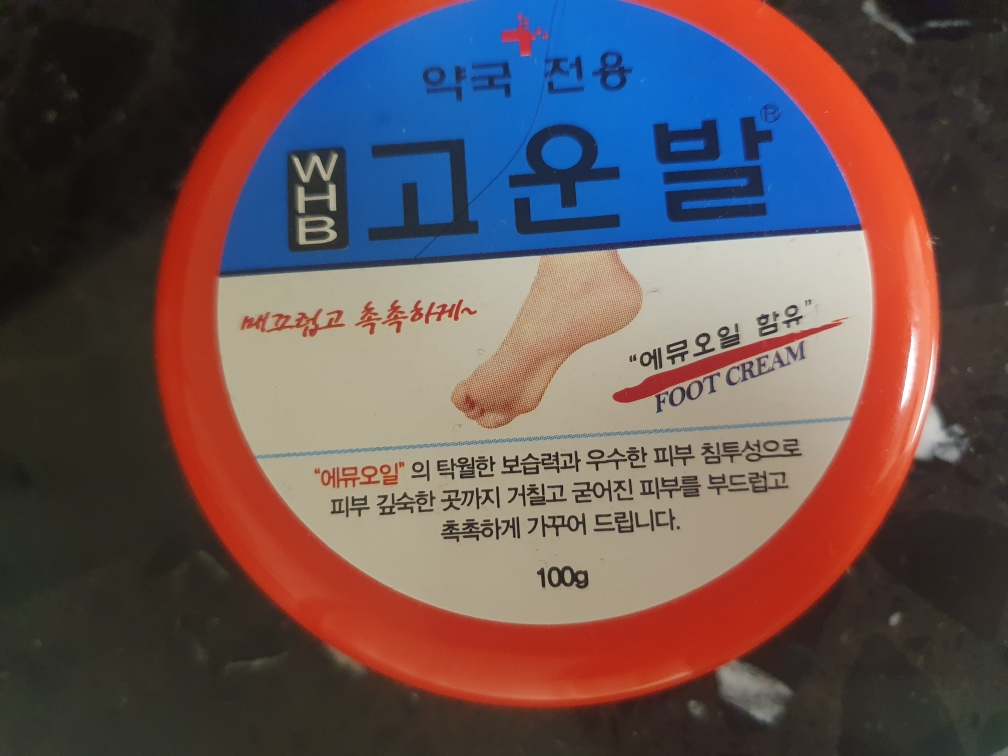 약국 전용
WHB 고운발®
매끄럽고 촉촉하게~
"에뮤오일 함유"
FOOT CREAM
"에뮤오일" 의 탁월한 보습력과 우수한 피부 침투성으로
피부 깊숙한 곳까지 거칠고 굳어진 피부를 부드럽고
촉촉하게 가꾸어 드립니다.
100g